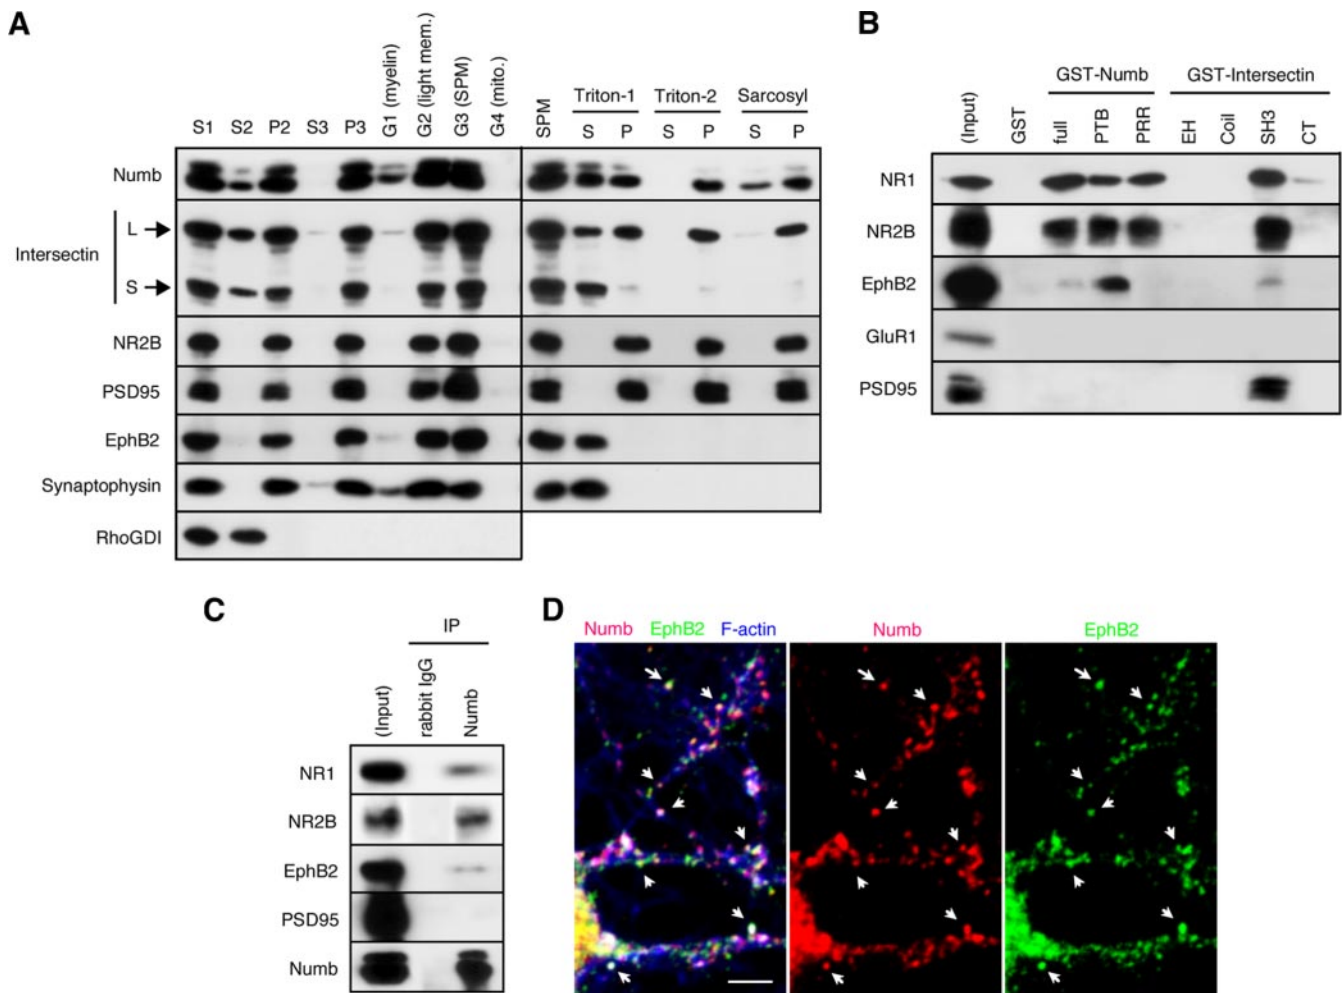 A
S1 S2 P2 S3 P3 G1 (myelin) G2 (light mem.) G3 (SPM) G4 (mito.) SPM Triton-1 Triton-2 Sarcosyl
S P S P S P
Numb
Intersectin
L
S
NR2B
PSD95
EphB2
Synaptophysin
RhoGDI
B
GST-Numb GST-Intersectin
(Input) GST full PTB PRR EH Coil SH3 CT
NR1
NR2B
EphB2
GluR1
PSD95
C
IP
(Input) rabbit IgG Numb
NR1
NR2B
EphB2
PSD95
Numb
D
Numb EphB2 F-actin Numb EphB2